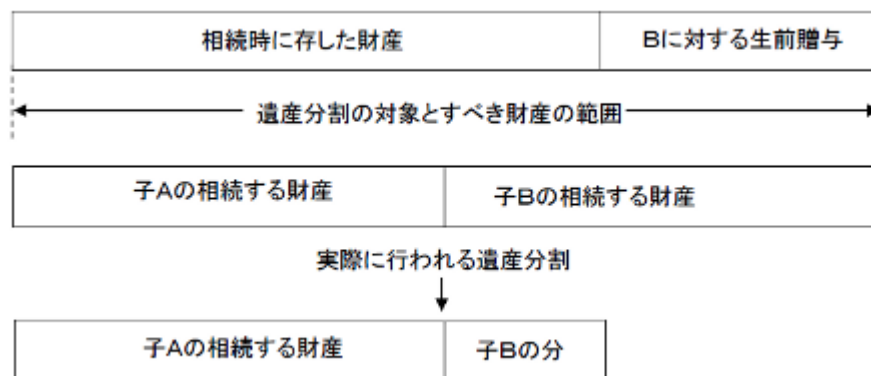 相続時に存した財産 Bに対する生前贈与
遺産分割の対象とすべき財産の範囲
子Aの相続する財産 子Bの相続する財産
実際に行われる遺産分割
子Aの相続する財産 子Bの分